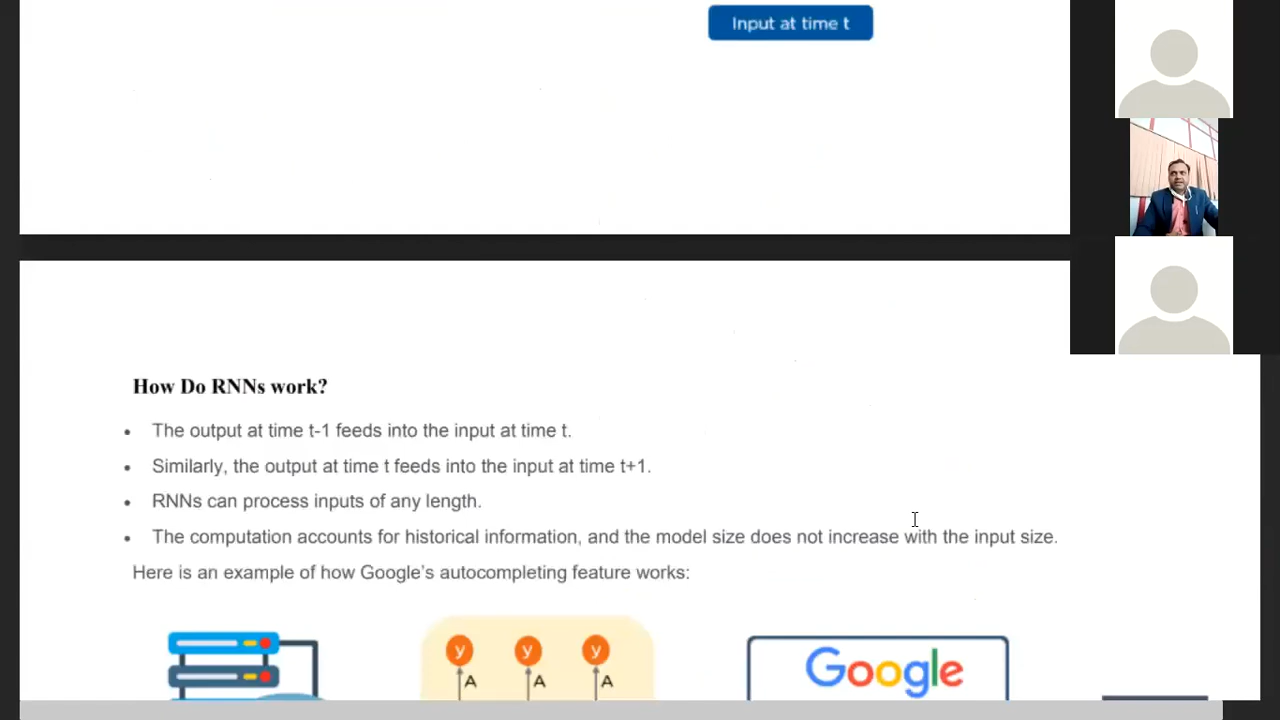 Input at time t
How Do RNNs work?
• The output at time t-1 feeds into the input at time t.
• Similarly, the output at time t feeds into the input at time t+1.
• RNNs can process inputs of any length.
• The computation accounts for historical information, and the model size does not increase with the input size.
Here is an example of how Google's autocompleting feature works:
y y y
A A A
Google